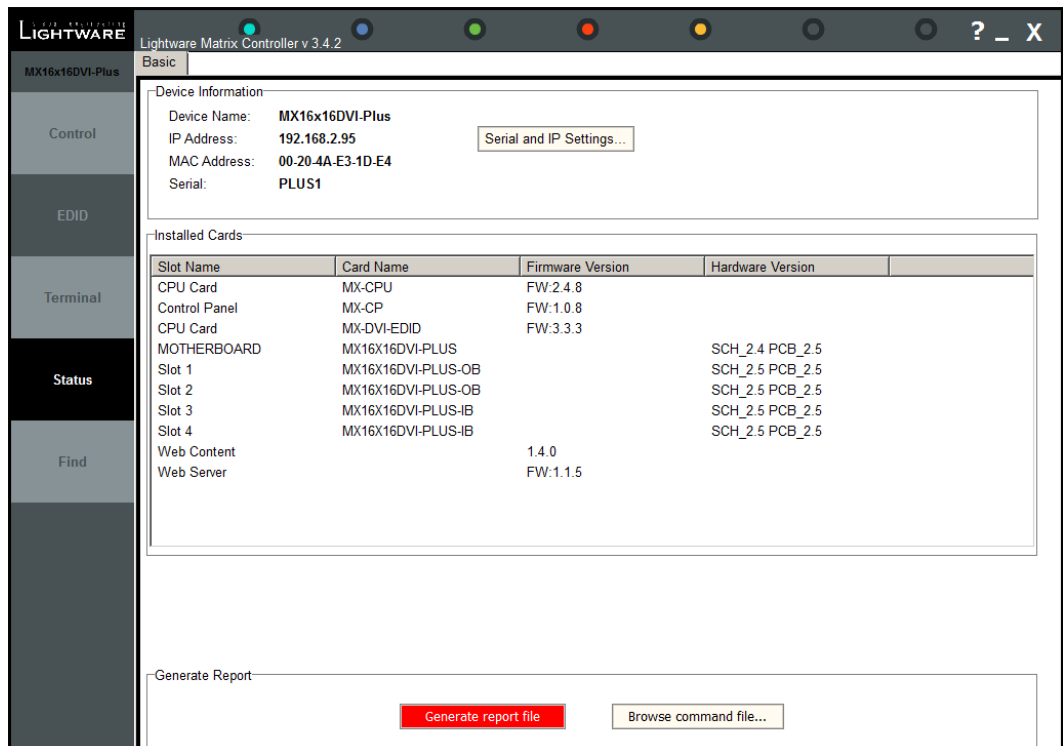 LIGHTWARE
Lightware Matrix Controller v 3.4.2
? _ X
MX16x16DVI-Plus
Basic
Control
EDID
Terminal
Status
Find
Device Information
Device Name: MX16x16DVI-Plus
IP Address: 192.168.2.95
Serial and IP Settings...
MAC Address: 00-20-4A-E3-1D-E4
Serial: PLUS1
Installed Cards
Slot Name Card Name Firmware Version Hardware Version
CPU Card MX-CPU FW:2.4.8
Control Panel MX-CP FW:1.0.8
CPU Card MX-DVI-EDID FW:3.3.3
MOTHERBOARD MX16X16DVI-PLUS SCH_2.4 PCB_2.5
Slot 1 MX16X16DVI-PLUS-OB SCH_2.5 PCB_2.5
Slot 2 MX16X16DVI-PLUS-OB SCH_2.5 PCB_2.5
Slot 3 MX16X16DVI-PLUS-IB SCH_2.5 PCB_2.5
Slot 4 MX16X16DVI-PLUS-IB SCH_2.5 PCB_2.5
Web Content 1.4.0
Web Server FW:1.1.5
Generate Report
Generate report file
Browse command file...